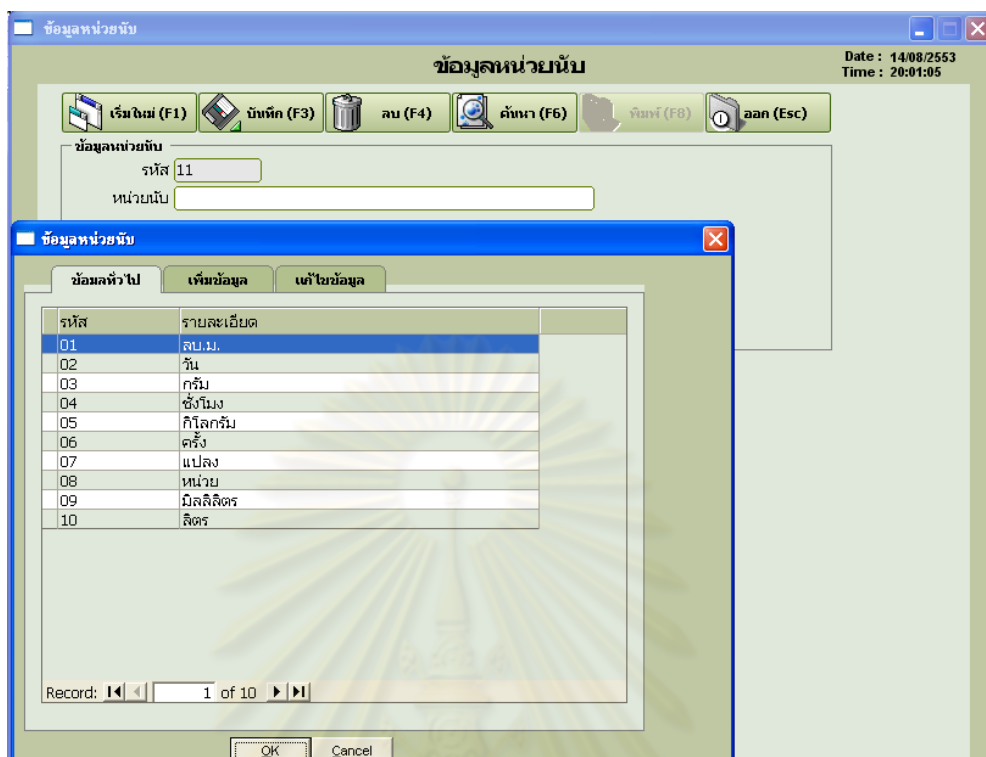 ข้อมูลหน่วยนับ
ข้อมูลหน่วยนับ
Date : 14/08/2553
Time : 20:01:05
เริ่มใหม่ (F1) บันทึก (F3) ลบ (F4) ค้นหา (F6) พิมพ์ (F8) ออก (Esc)
ข้อมูลหน่วยนับ
รหัส 11
หน่วยนับ
ข้อมูลหน่วยนับ
ข้อมูลทั่วไป เพิ่มข้อมูล แก้ไขข้อมูล
รหัส รายละเอียด
01 ลบ.ม.
02 วัน
03 กรัม
04 ชั่งโมง
05 กิโลกรัม
06 ครั้ง
07 แปลง
08 หน่วย
09 มิลลิลิตร
10 ลิตร
Record: 1 of 10
OK Cancel